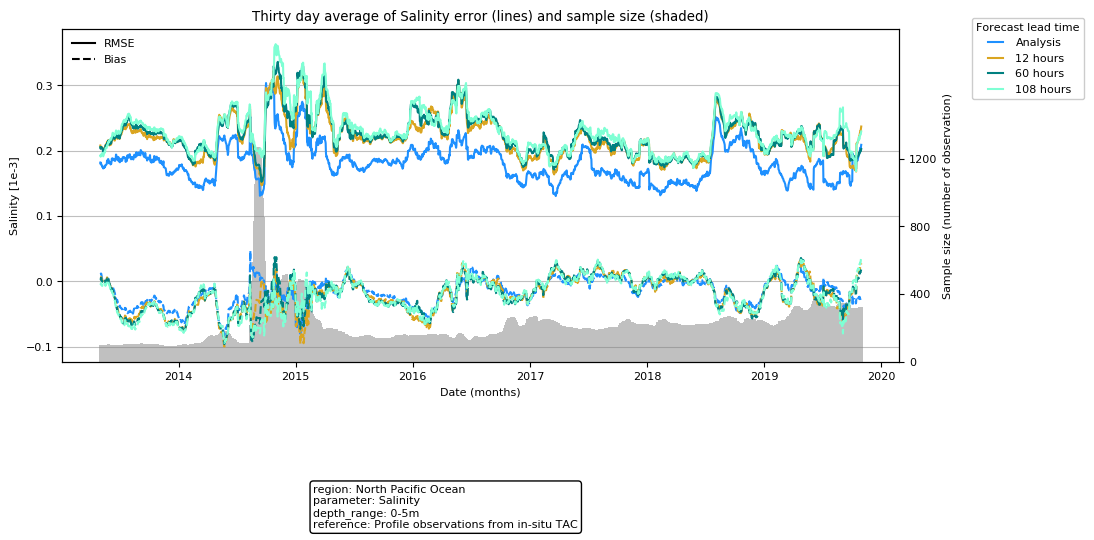 Thirty day average of Salinity error (lines) and sample size (shaded)
RMSE
Bias
Forecast lead time
Analysis
12 hours
60 hours
108 hours
Salinity [1e-3]
0.3
0.2
0.1
0.0
−0.1
Sample size (number of observation)
1200
800
400
0
2014
2015
2016
2017
2018
2019
2020
Date (months)
region: North Pacific Ocean
parameter: Salinity
depth_range: 0-5m
reference: Profile observations from in-situ TAC